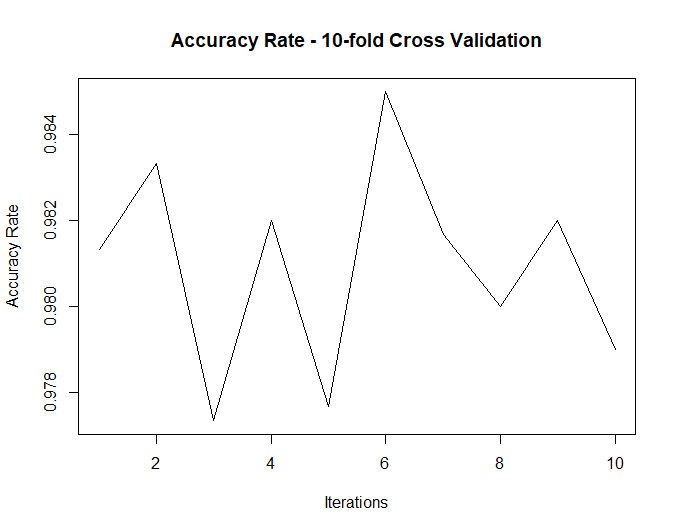 Accuracy Rate - 10-fold Cross Validation
Accuracy Rate
0.984
0.982
0.980
0.978
2 4 6 8 10
Iterations